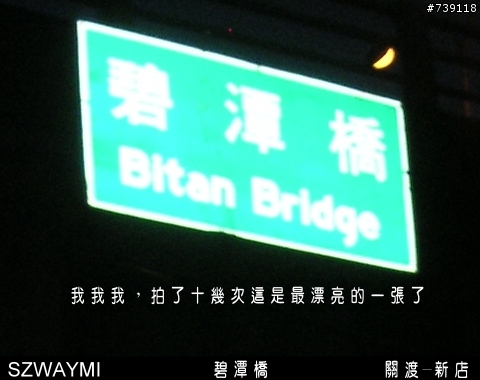 #739118
碧潭橋
Bitan Bridge
我我我，拍了十幾次這是最漂亮的一張了
SZWAYMI 碧潭橋 關渡-新店